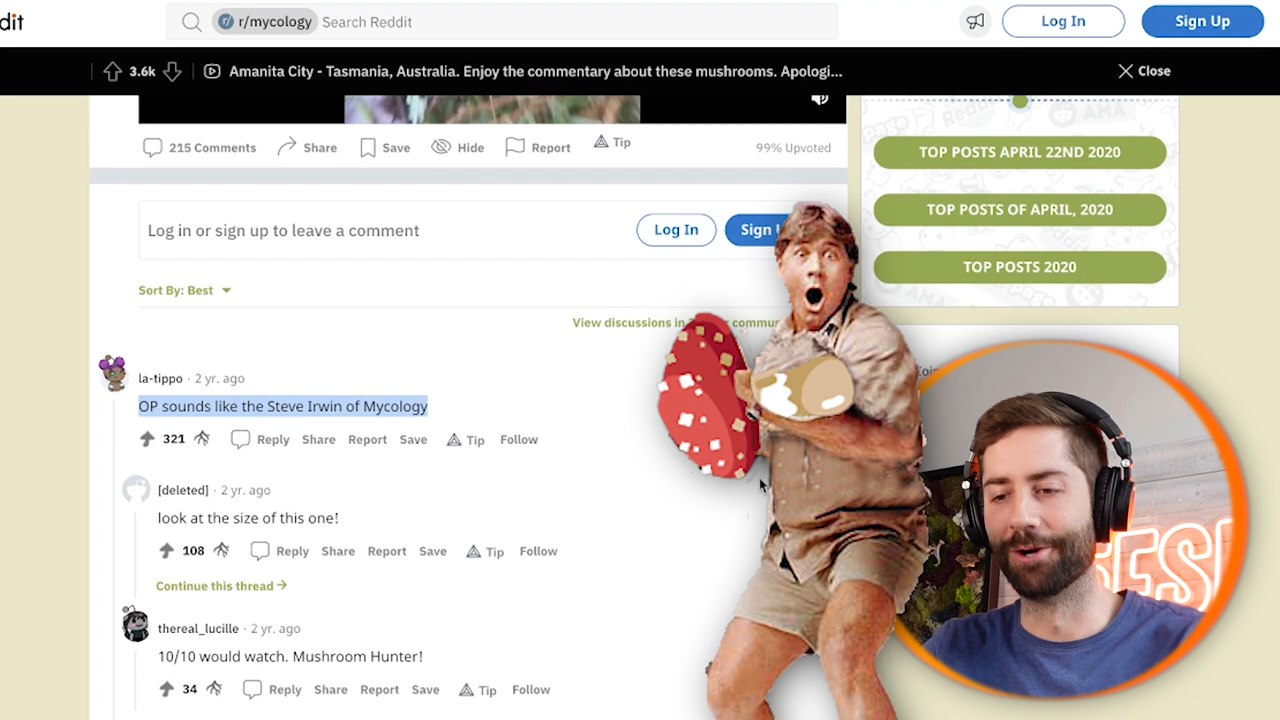 dit
r/mycology Search Reddit
Log In
Sign Up
3.6k
Amanita City - Tasmania, Australia. Enjoy the commentary about these mushrooms. Apologi...
Close
215 Comments
Share
Save
Hide
Report
Tip
99% Upvoted
Log in or sign up to leave a comment
Log In
Sign
Sort By: Best
View discussions in
la-tippo · 2 yr. ago
OP sounds like the Steve Irwin of Mycology
321 Reply Share Report Save Tip Follow
[deleted] · 2 yr. ago
look at the size of this one!
108 Reply Share Report Save Tip Follow
Continue this thread →
thereal_lucille · 2 yr. ago
10/10 would watch. Mushroom Hunter!
34 Reply Share Report Save Tip Follow
TOP POSTS APRIL 22ND 2020
TOP POSTS OF APRIL, 2020
TOP POSTS 2020
ESH